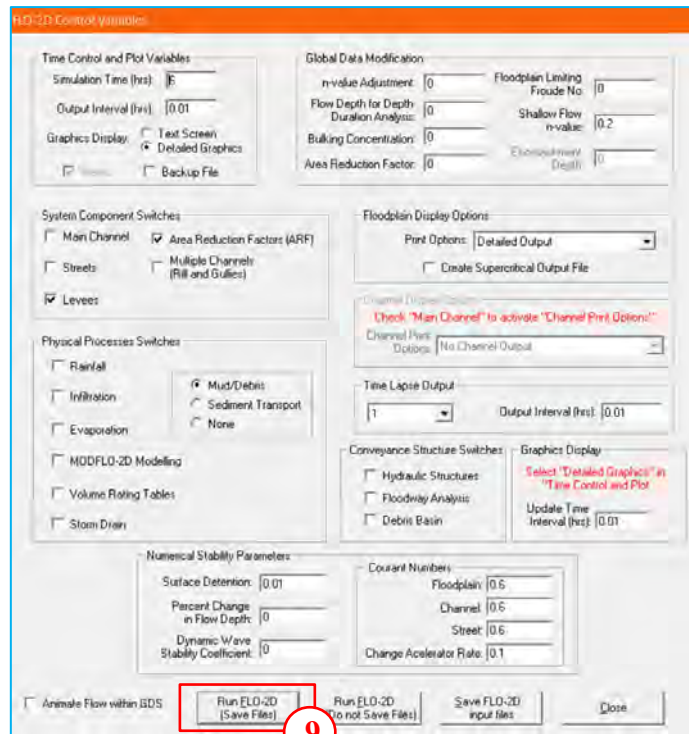 FLO-2D Control Variables
Time Control and Plot Variables
Simulation Time (hrs): 6
Output Interval (hrs): 0.01
Graphics Display: Text Screen
Detailed Graphics
Backup File
Global Data Modification
n-value Adjustment: 0
Flow Depth for Depth
Duration Analysis: 0
Bulking Concentration: 0
Area Reduction Factor: 0
Floodplain Limiting
Froude No. 0
Shallow Flow
n-value: 0.2
Encroachment
Depth: 0
System Component Switches
Main Channel
Area Reduction Factors (ARF)
Streets
Multiple Channels
(Rill and Gullies)
Levees
Floodplain Display Options
Print Options: Detailed Output
Create Supercritical Output File
Channel Display Options
Check "Main Channel" to activate "Channel Print Options"
Channel Print
Options: No Channel Output
Physical Processes Switches
Rainfall
Infiltration
Evaporation
MODFLO-2D Modelling
Volume Rating Tables
Storm Drain
Mud/Debris
Sediment Transport
None
Time Lapse Output
1
Output Interval (hrs): 0.01
Conveyance Structure Switches
Hydraulic Structures
Floodway Analysis
Debris Basin
Graphics Display
Select "Detailed Graphics" in
"Time Control and Plot
Update Time
Interval (hrs): 0.01
Numerical Stability Parameters
Surface Detention: 0.01
Percent Change
in Flow Depth: 0
Dynamic Wave
Stability Coefficient: 0
Courant Numbers
Floodplain: 0.6
Channel: 0.6
Street: 0.6
Change Acelerator Rate: 0.1
Animate Flow within GDS
Run FLO-2D
(Save Files)
Run FLO-2D
Do not Save Files)
Save FLO-2D
input files
Close
9